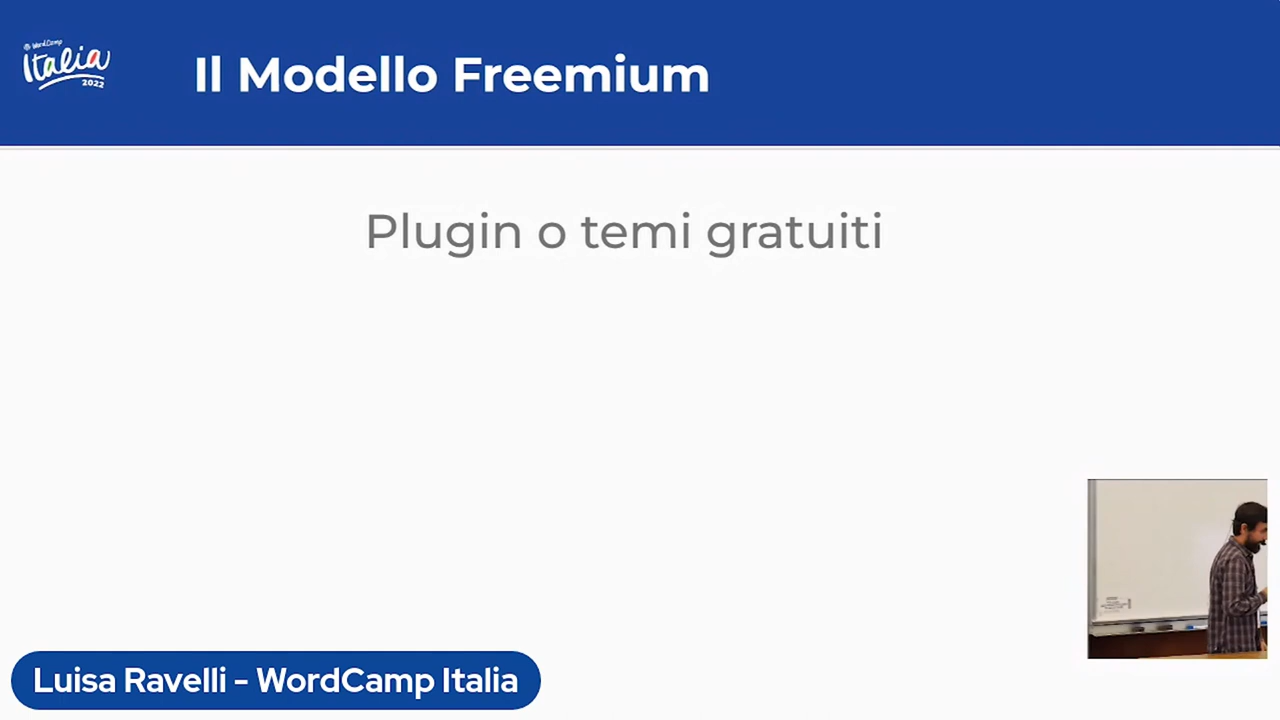 WordCamp
Italia
2022
Il Modello Freemium
Plugin o temi gratuiti
Luisa Ravelli - WordCamp Italia